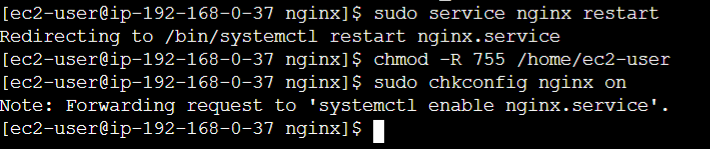 [ec2-user@ip-192-168-0-37 nginx]$ sudo service nginx restart
Redirecting to /bin/systemctl restart nginx.service
[ec2-user@ip-192-168-0-37 nginx]$ chmod -R 755 /home/ec2-user
[ec2-user@ip-192-168-0-37 nginx]$ sudo chkconfig nginx on
Note: Forwarding request to 'systemctl enable nginx.service'.
[ec2-user@ip-192-168-0-37 nginx]$